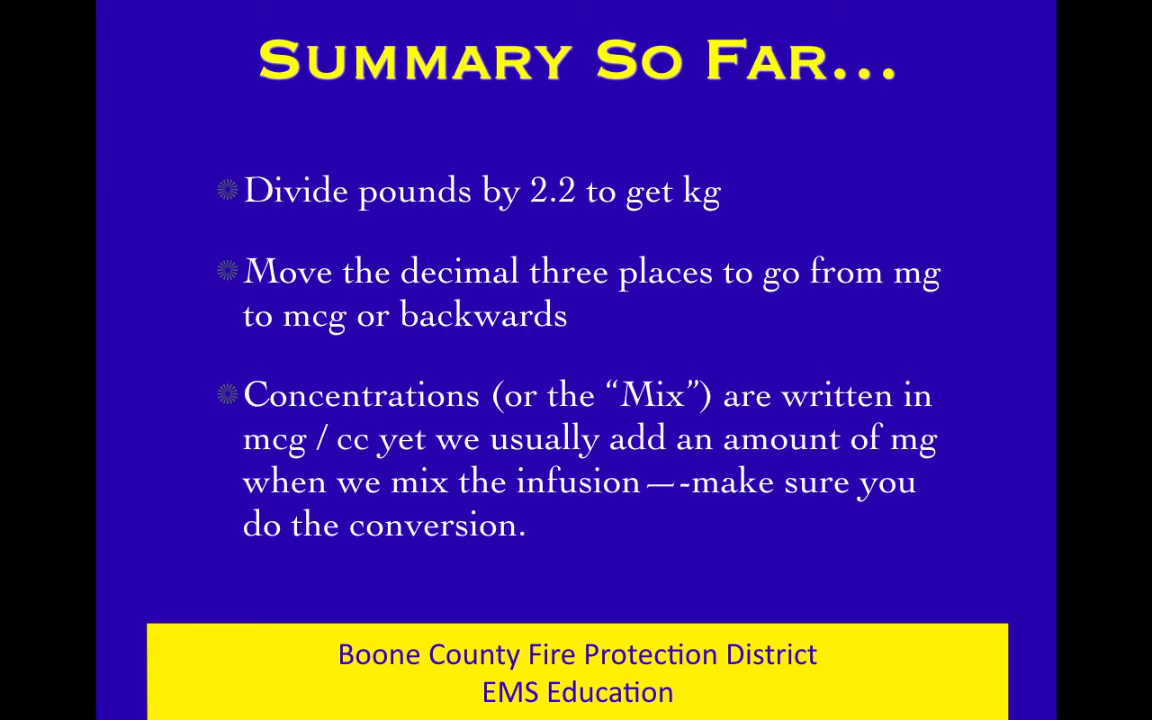 SUMMARY SO FAR...
Divide pounds by 2.2 to get kg
Move the decimal three places to go from mg
to mcg or backwards
Concentrations (or the “Mix”) are written in
mcg / cc yet we usually add an amount of mg
when we mix the infusion—-make sure you
do the conversion.
Boone County Fire Protection District
EMS Education